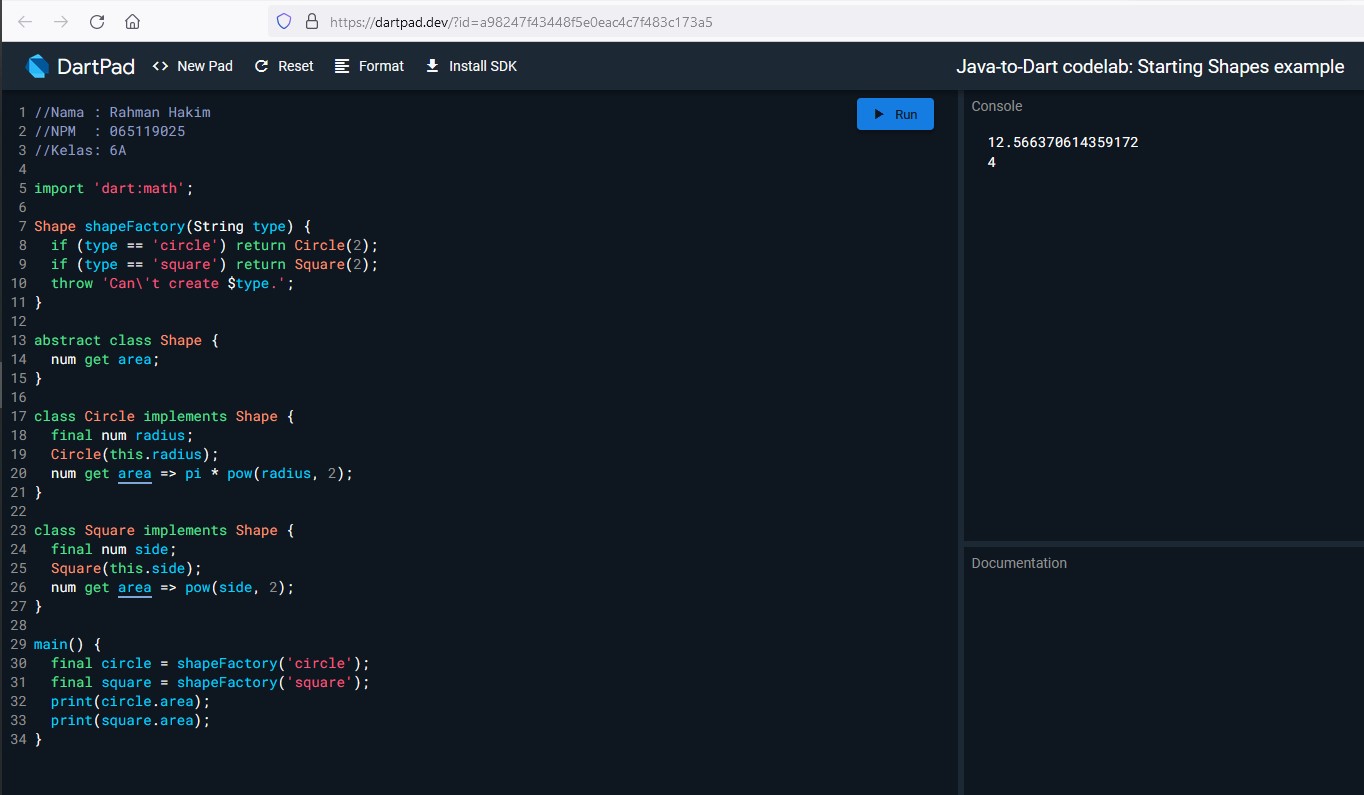 https://dartpad.dev/?id=a98247f43448f5e0eac4c7f483c173a5
DartPad <> New Pad Reset Format Install SDK Java-to-Dart codelab: Starting Shapes example
Run
1 //Nama : Rahman Hakim
2 //NPM  : 065119025
3 //Kelas: 6A
4
5 import 'dart:math';
6
7 Shape shapeFactory(String type) {
8   if (type == 'circle') return Circle(2);
9   if (type == 'square') return Square(2);
10   throw 'Can\'t create $type.';
11 }
12
13 abstract class Shape {
14   num get area;
15 }
16
17 class Circle implements Shape {
18   final num radius;
19   Circle(this.radius);
20   num get area => pi * pow(radius, 2);
21 }
22
23 class Square implements Shape {
24   final num side;
25   Square(this.side);
26   num get area => pow(side, 2);
27 }
28
29 main() {
30   final circle = shapeFactory('circle');
31   final square = shapeFactory('square');
32   print(circle.area);
33   print(square.area);
34 }
Console
12.566370614359172
4
Documentation